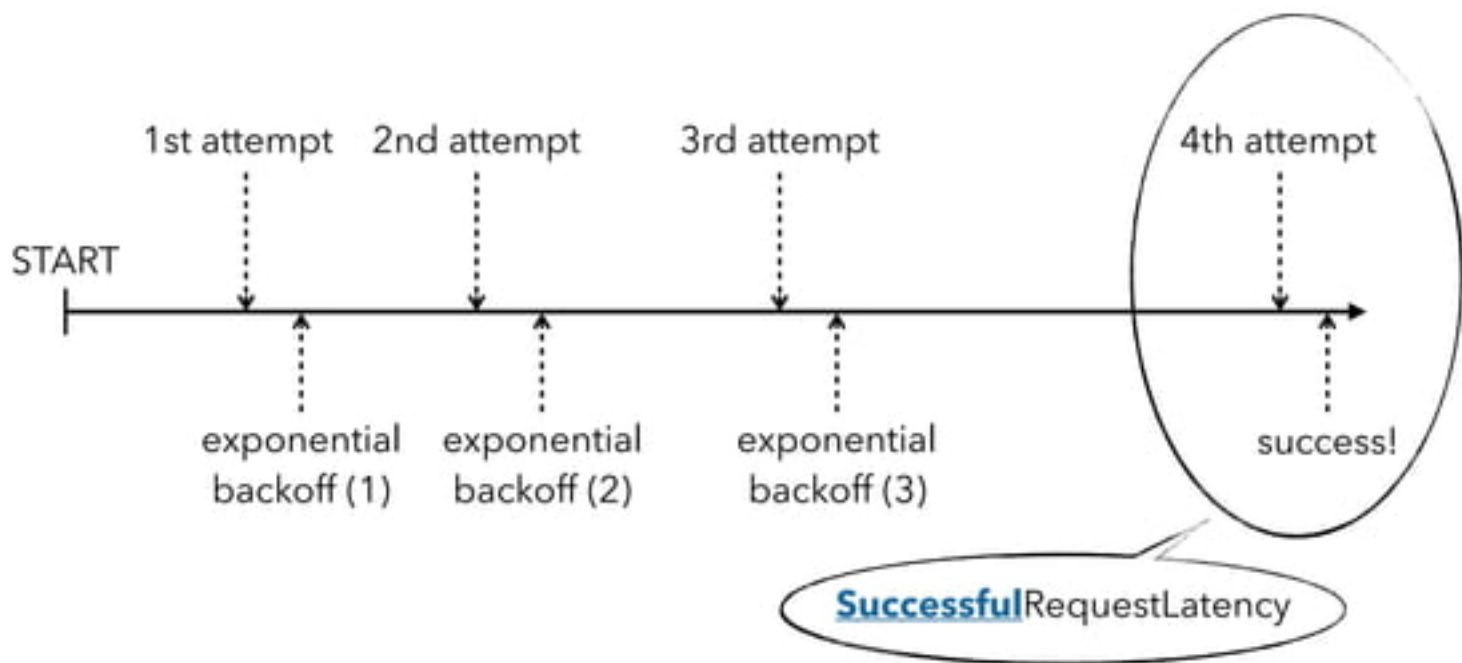 1st attempt
2nd attempt
3rd attempt
4th attempt
START
exponential
backoff (1)
exponential
backoff (2)
exponential
backoff (3)
success!
SuccessfulRequestLatency